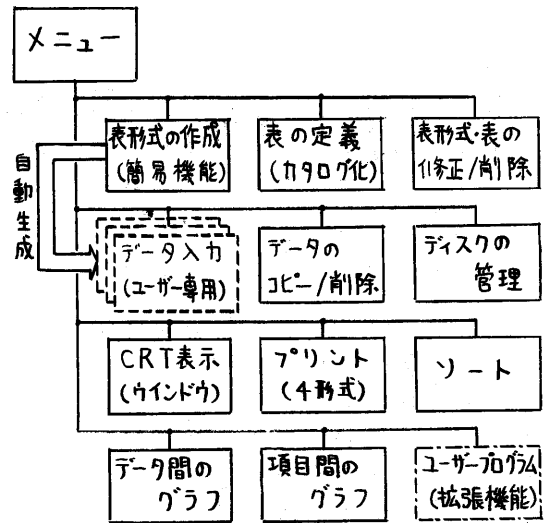 メニュー
表形式の作成
(簡易機能)
表の定義
(カタログ化)
表形式・表の
修正/削除
自動生成
データ入力
(ユーザー専用)
データの
コピー/削除
ディスクの
管理
CRT表示
(ウインドウ)
プリント
(4形式)
ソート
データ間の
グラフ
項目間の
グラフ
ユーザープログラム
(拡張機能)